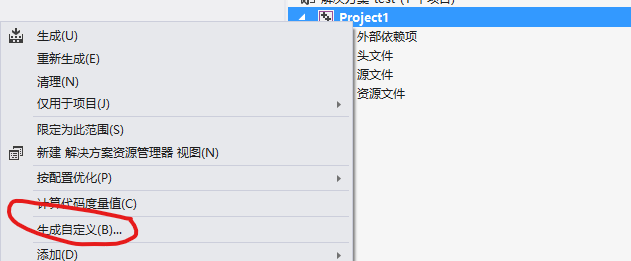 Project1
外部依赖项
头文件
源文件
资源文件
生成(U)
重新生成(E)
清理(N)
仅用于项目(J)
限定为此范围(S)
新建 解决方案资源管理器 视图(N)
按配置优化(P)
计算代码度量值(C)
生成自定义(B)...
添加(D)